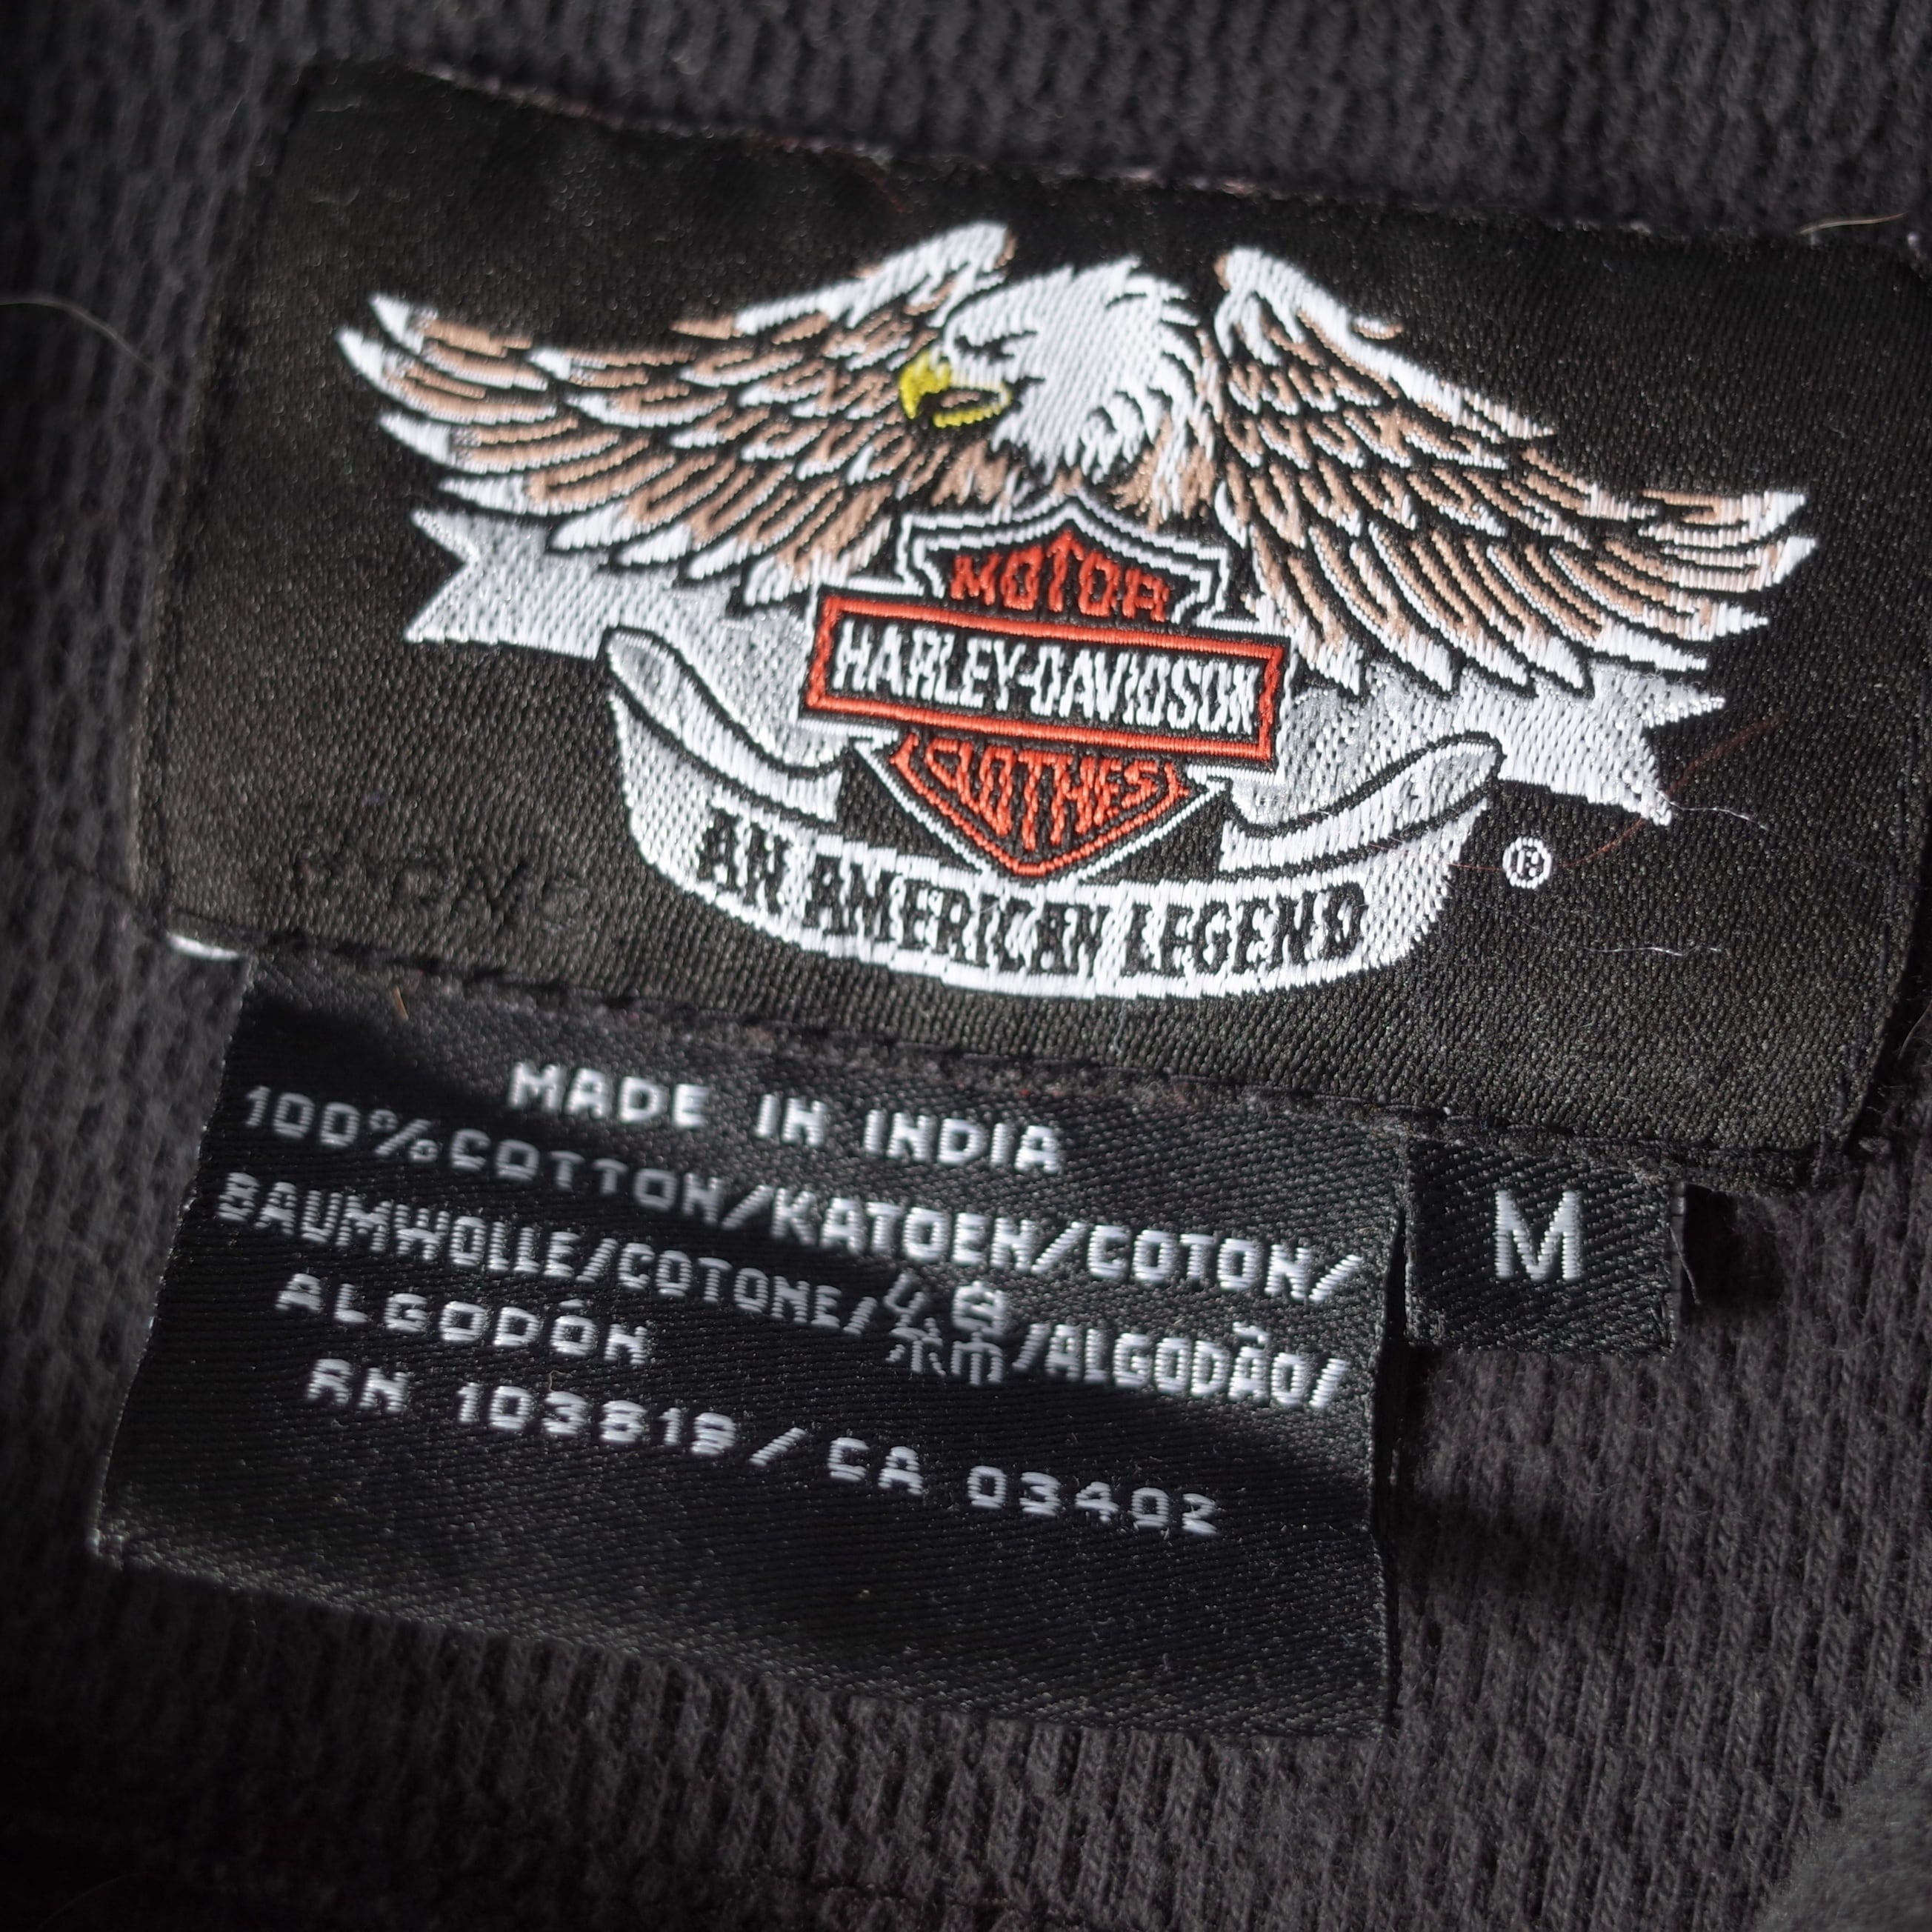 MOTOR
HARLEY-DAVIDSON
CLOTHES
AN AMERICAN LEGEND
®
MADE IN INDIA
100%COTTON/KATOEN/COTON/
BAUMWOLLE/COTONE/綿/ALGODÃO/
ALGODÓN
RN 103819/CA 03402
M